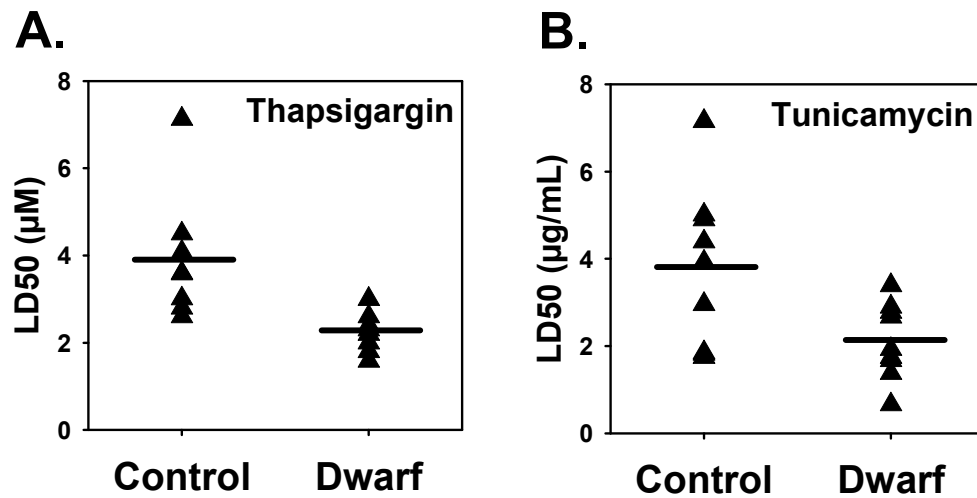 A.
Thapsigargin
LD50 (µM)
8
6
4
2
0
Control Dwarf
B.
Tunicamycin
LD50 (µg/mL)
8
6
4
2
0
Control Dwarf